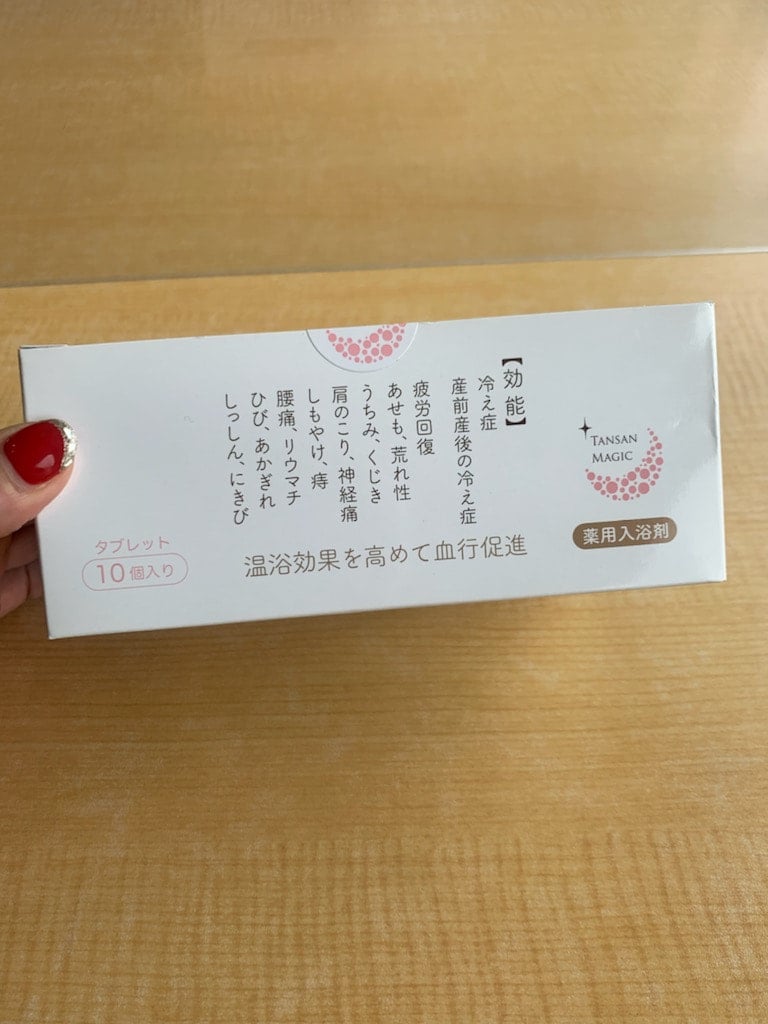 【効能】
冷え症
産前産後の冷え症
疲労回復
あせも、荒れ性
うちみ、くじき
肩のこり、神経痛
しもやけ、痔
腰痛、リウマチ
ひび、あかぎれ
しっしん、にきび
温浴効果を高めて血行促進
TANSAN
MAGIC
薬用入浴剤
タブレット
10個入り